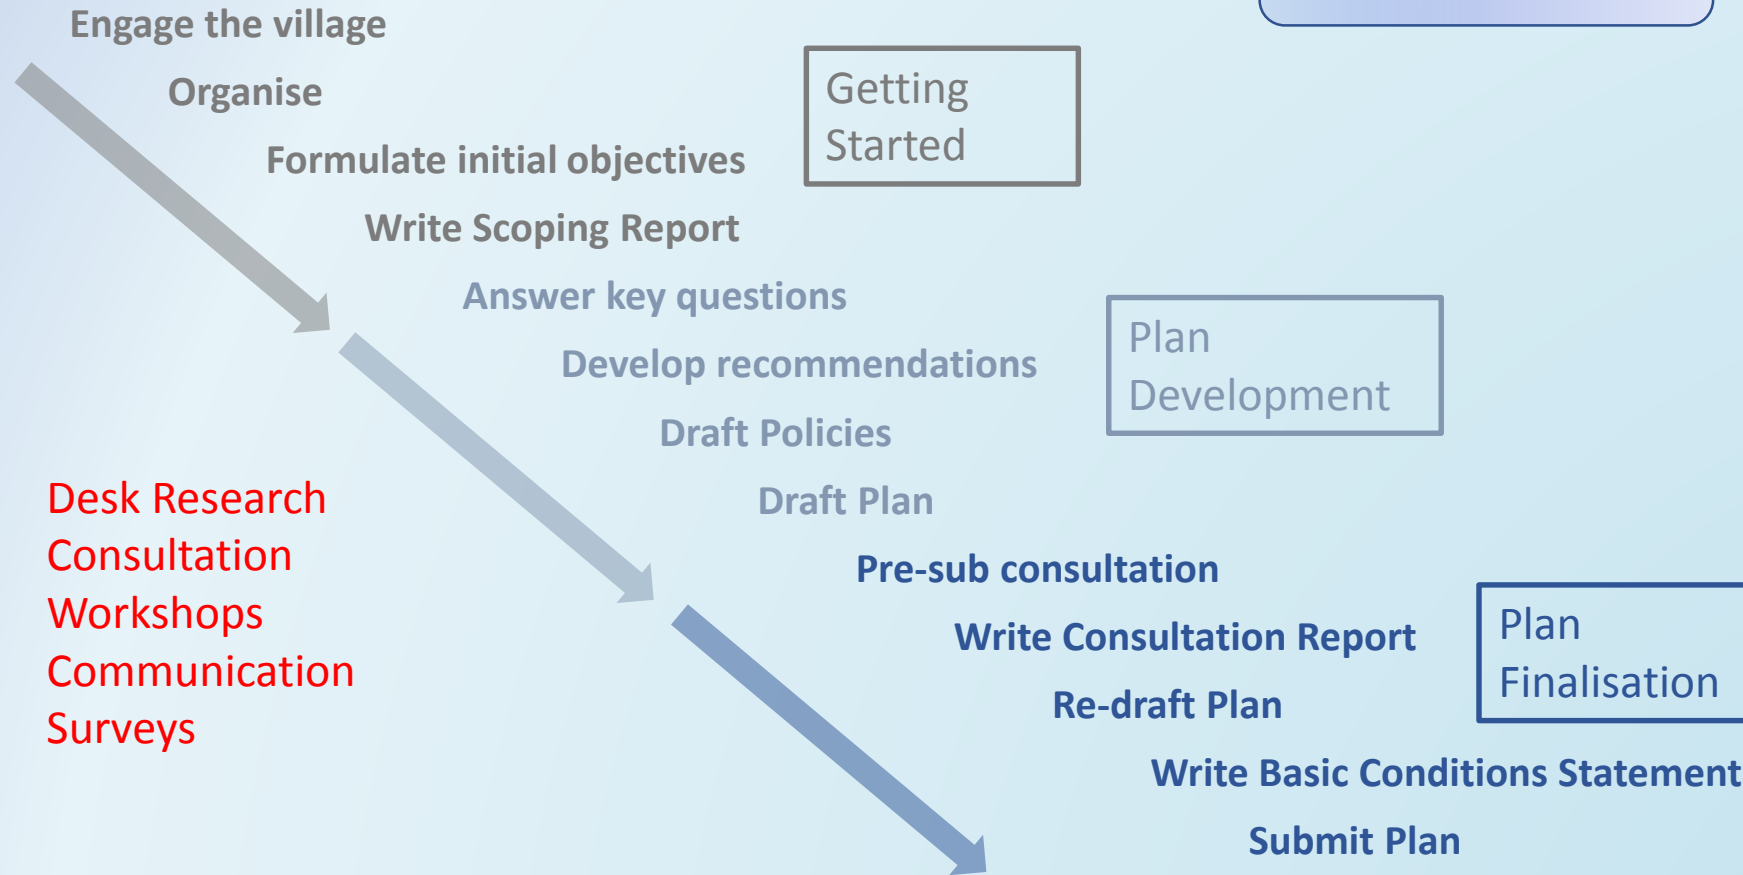 Engage the village
Organise
Formulate initial objectives
Write Scoping Report
Getting
Started
Answer key questions
Develop recommendations
Draft Policies
Draft Plan
Plan
Development
Desk Research
Consultation
Workshops
Communication
Surveys
Pre-sub consultation
Write Consultation Report
Re-draft Plan
Write Basic Conditions Statement
Submit Plan
Plan
Finalisation